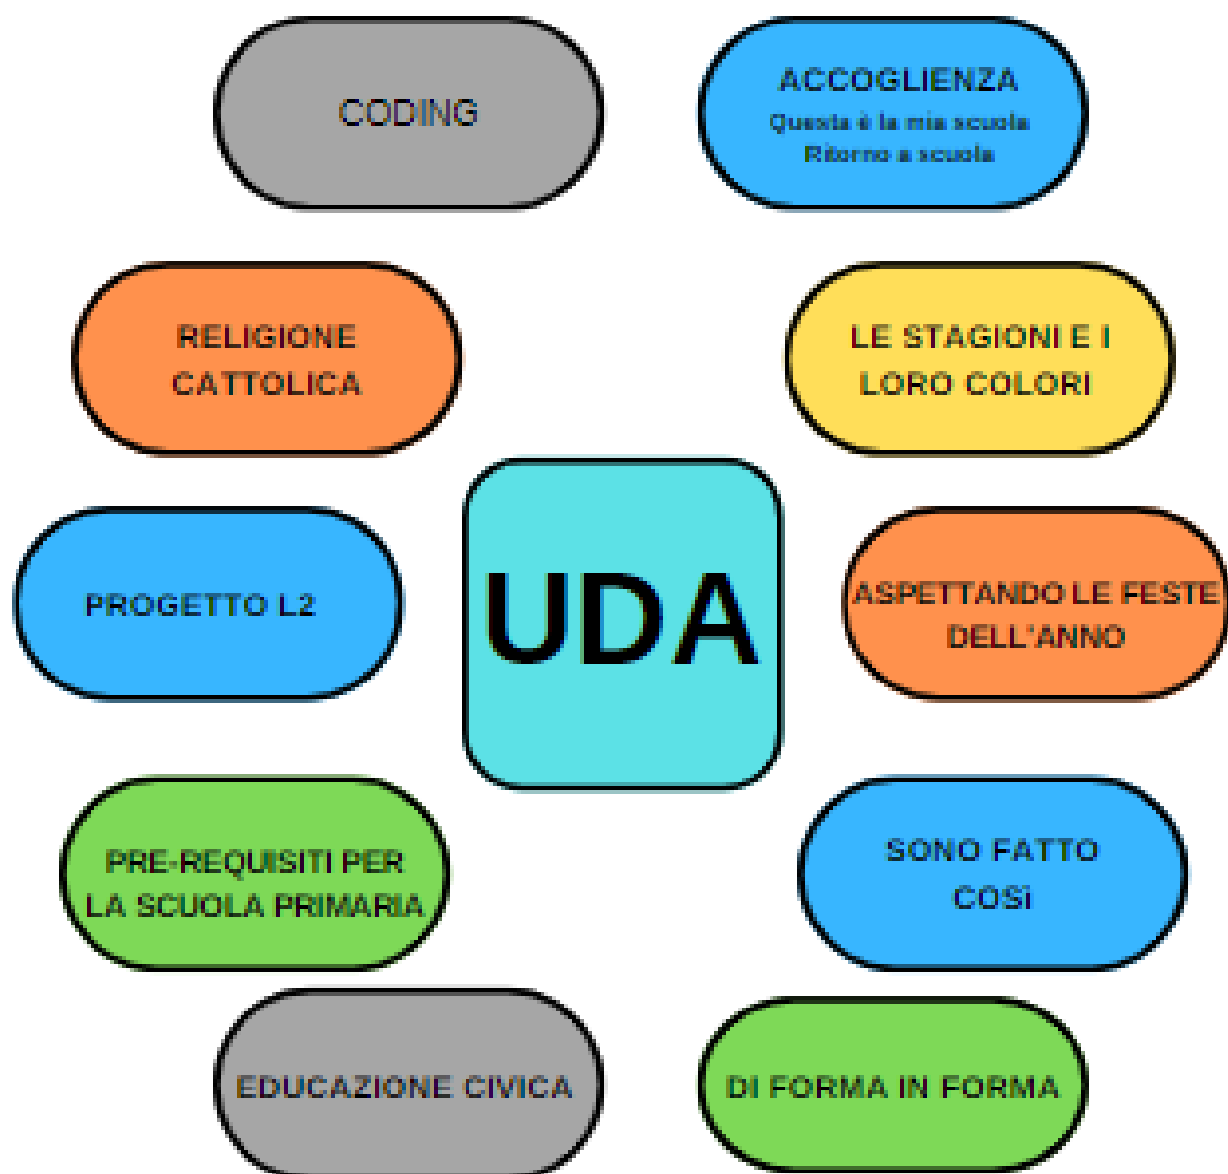 CODING
ACCOGLIENZA
Questa è la mia scuola
Ritorno a scuola
RELIGIONE
CATTOLICA
LE STAGIONI E I
LORO COLORI
UDA
PROGETTO L2
ASPETTANDO LE FESTE
DELL'ANNO
PRE-REQUISITI PER
LA SCUOLA PRIMARIA
SONO FATTO
COSì
EDUCAZIONE CIVICA
DI FORMA IN FORMA